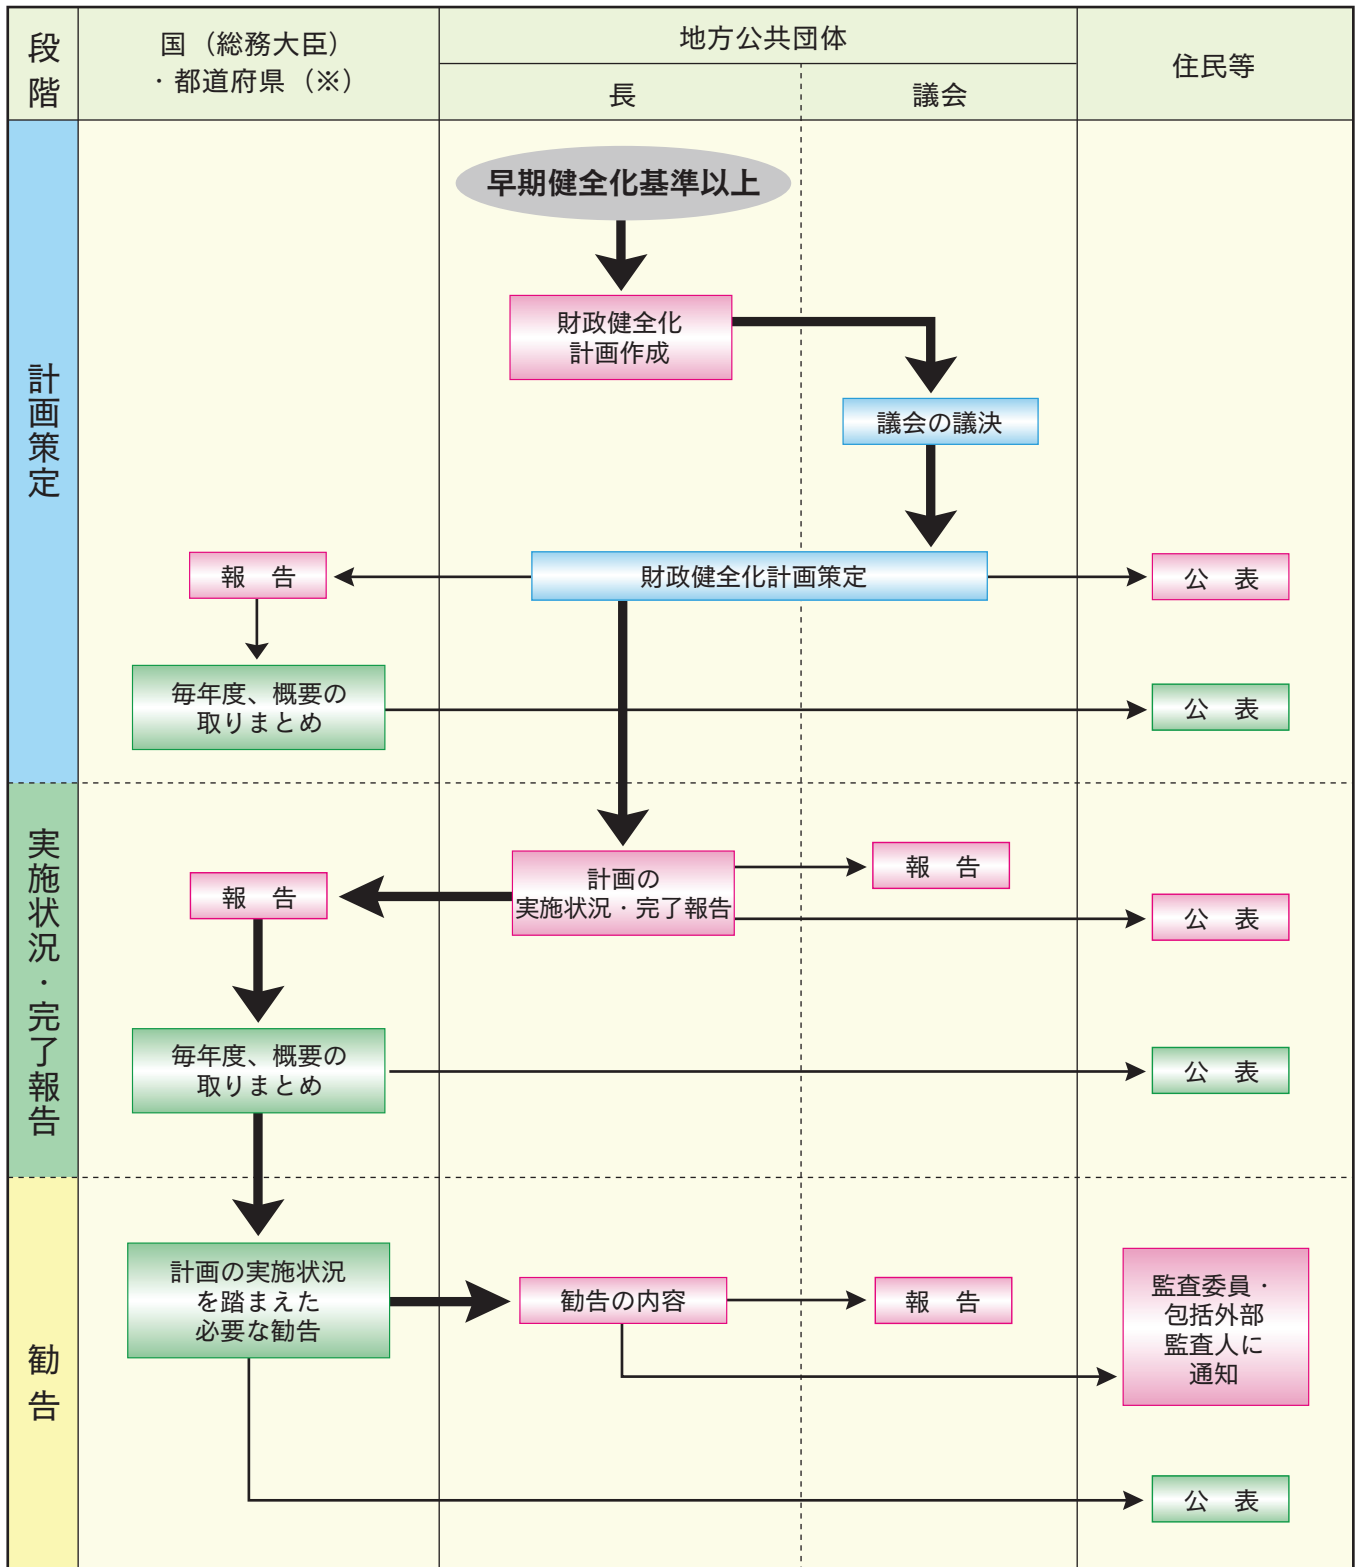 段階
国（総務大臣）
・都道府県（※）
地方公共団体
長
議会
住民等
計画策定
早期健全化基準以上
財政健全化
計画作成
議会の議決
報　告
財政健全化計画策定
公　表
毎年度、概要の
取りまとめ
公　表
実施状況・完了報告
計画の
実施状況・完了報告
報　告
報　告
公　表
毎年度、概要の
取りまとめ
公　表
勧告
計画の実施状況
を踏まえた
必要な勧告
勧告の内容
報　告
監査委員・
包括外部
監査人に
通知
公　表